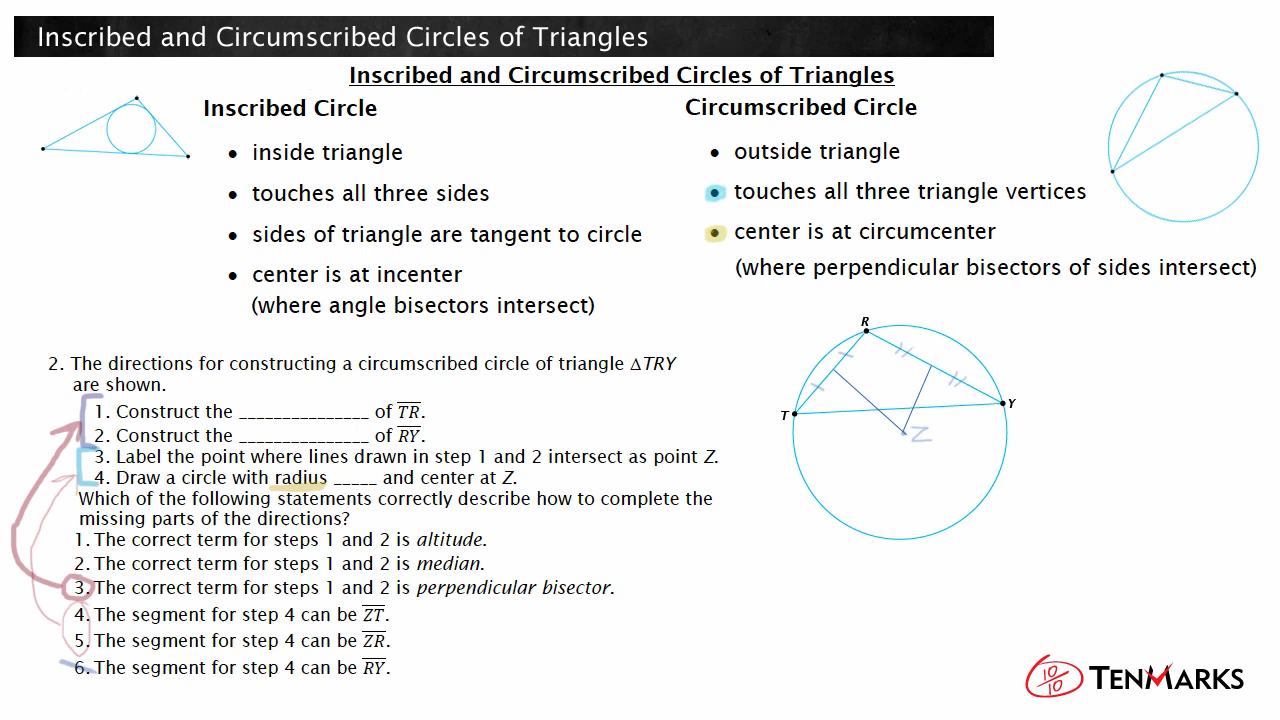 Inscribed and Circumscribed Circles of Triangles
Inscribed and Circumscribed Circles of Triangles
Inscribed Circle
• inside triangle
• touches all three sides
• sides of triangle are tangent to circle
• center is at incenter
(where angle bisectors intersect)
Circumscribed Circle
• outside triangle
• touches all three triangle vertices
• center is at circumcenter
(where perpendicular bisectors of sides intersect)
2. The directions for constructing a circumscribed circle of triangle ΔTRY
are shown.
1. Construct the _______________ of T̅R̅.
2. Construct the _______________ of R̅Y̅.
3. Label the point where lines drawn in step 1 and 2 intersect as point Z.
4. Draw a circle with radius _____ and center at Z.
Which of the following statements correctly describe how to complete the
missing parts of the directions?
1. The correct term for steps 1 and 2 is altitude.
2. The correct term for steps 1 and 2 is median.
3. The correct term for steps 1 and 2 is perpendicular bisector.
4. The segment for step 4 can be Z̅T̅.
5. The segment for step 4 can be Z̅R̅.
6. The segment for step 4 can be R̅Y̅.
R
T
Y
Z
10/10 TENMARKS